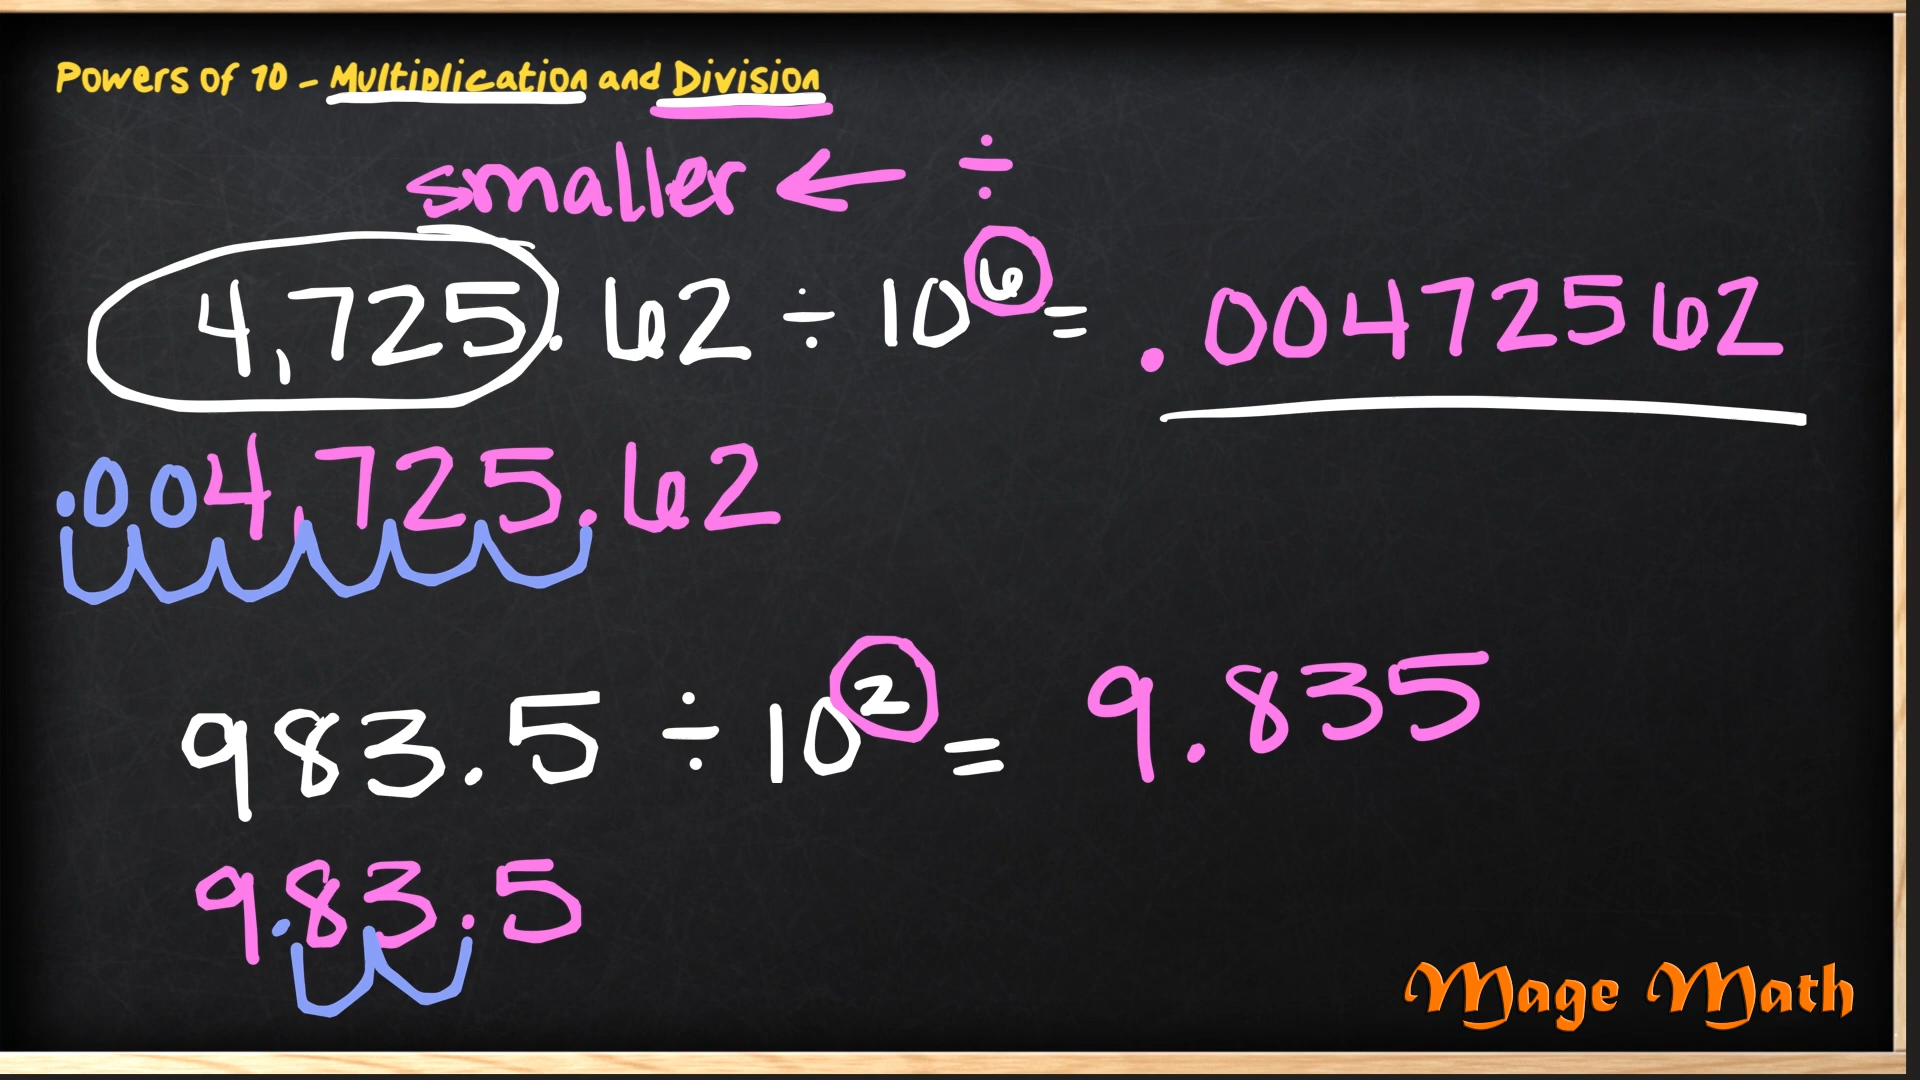 Powers of 10 - Multiplication and Division
smaller ← ÷
4,725.62 ÷ 10⁶ = .00472562
.004,725.62
983.5 ÷ 10² = 9.835
9.83.5
Mage Math